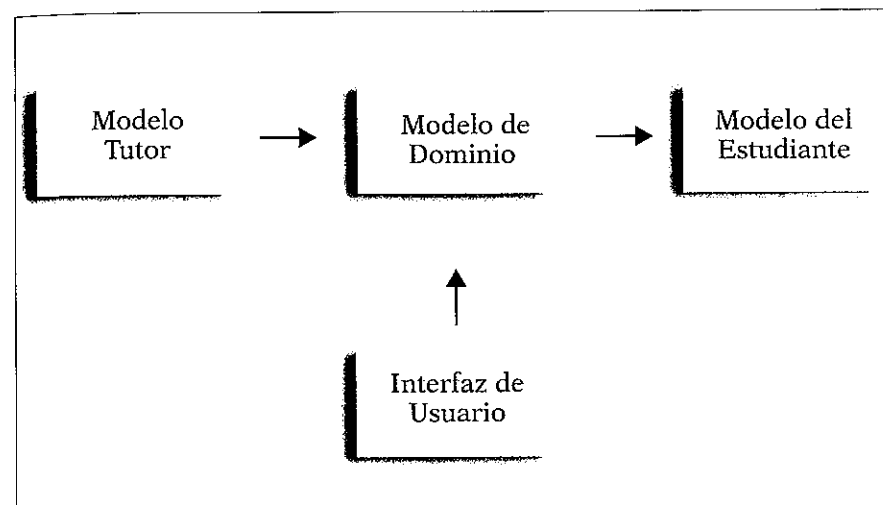 Modelo
Tutor
Modelo de
Dominio
Modelo del
Estudiante
Interfaz de
Usuario